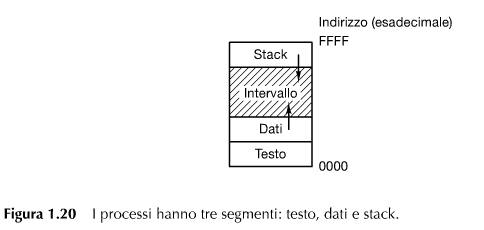 Indirizzo (esadecimale)
FFFF
Stack
Intervallo
Dati
Testo
0000
Figura 1.20 I processi hanno tre segmenti: testo, dati e stack.